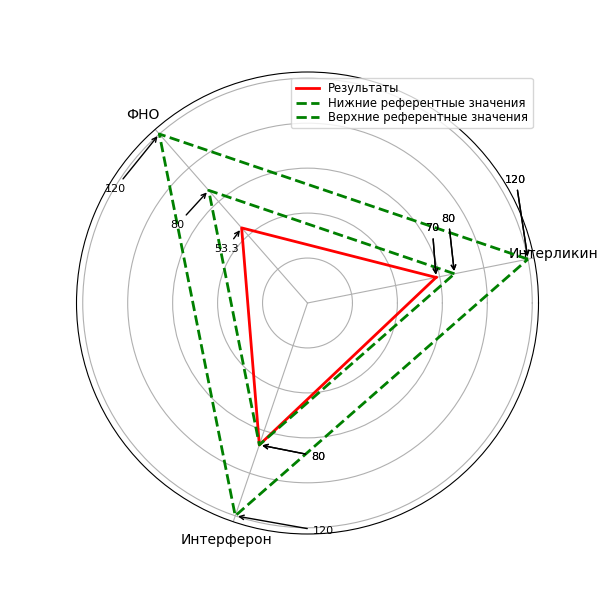 ФНО
Результаты
Нижние референтные значения
Верхние референтные значения
120
120
80
80
70
53.3
Интерликин
80
120
Интерферон